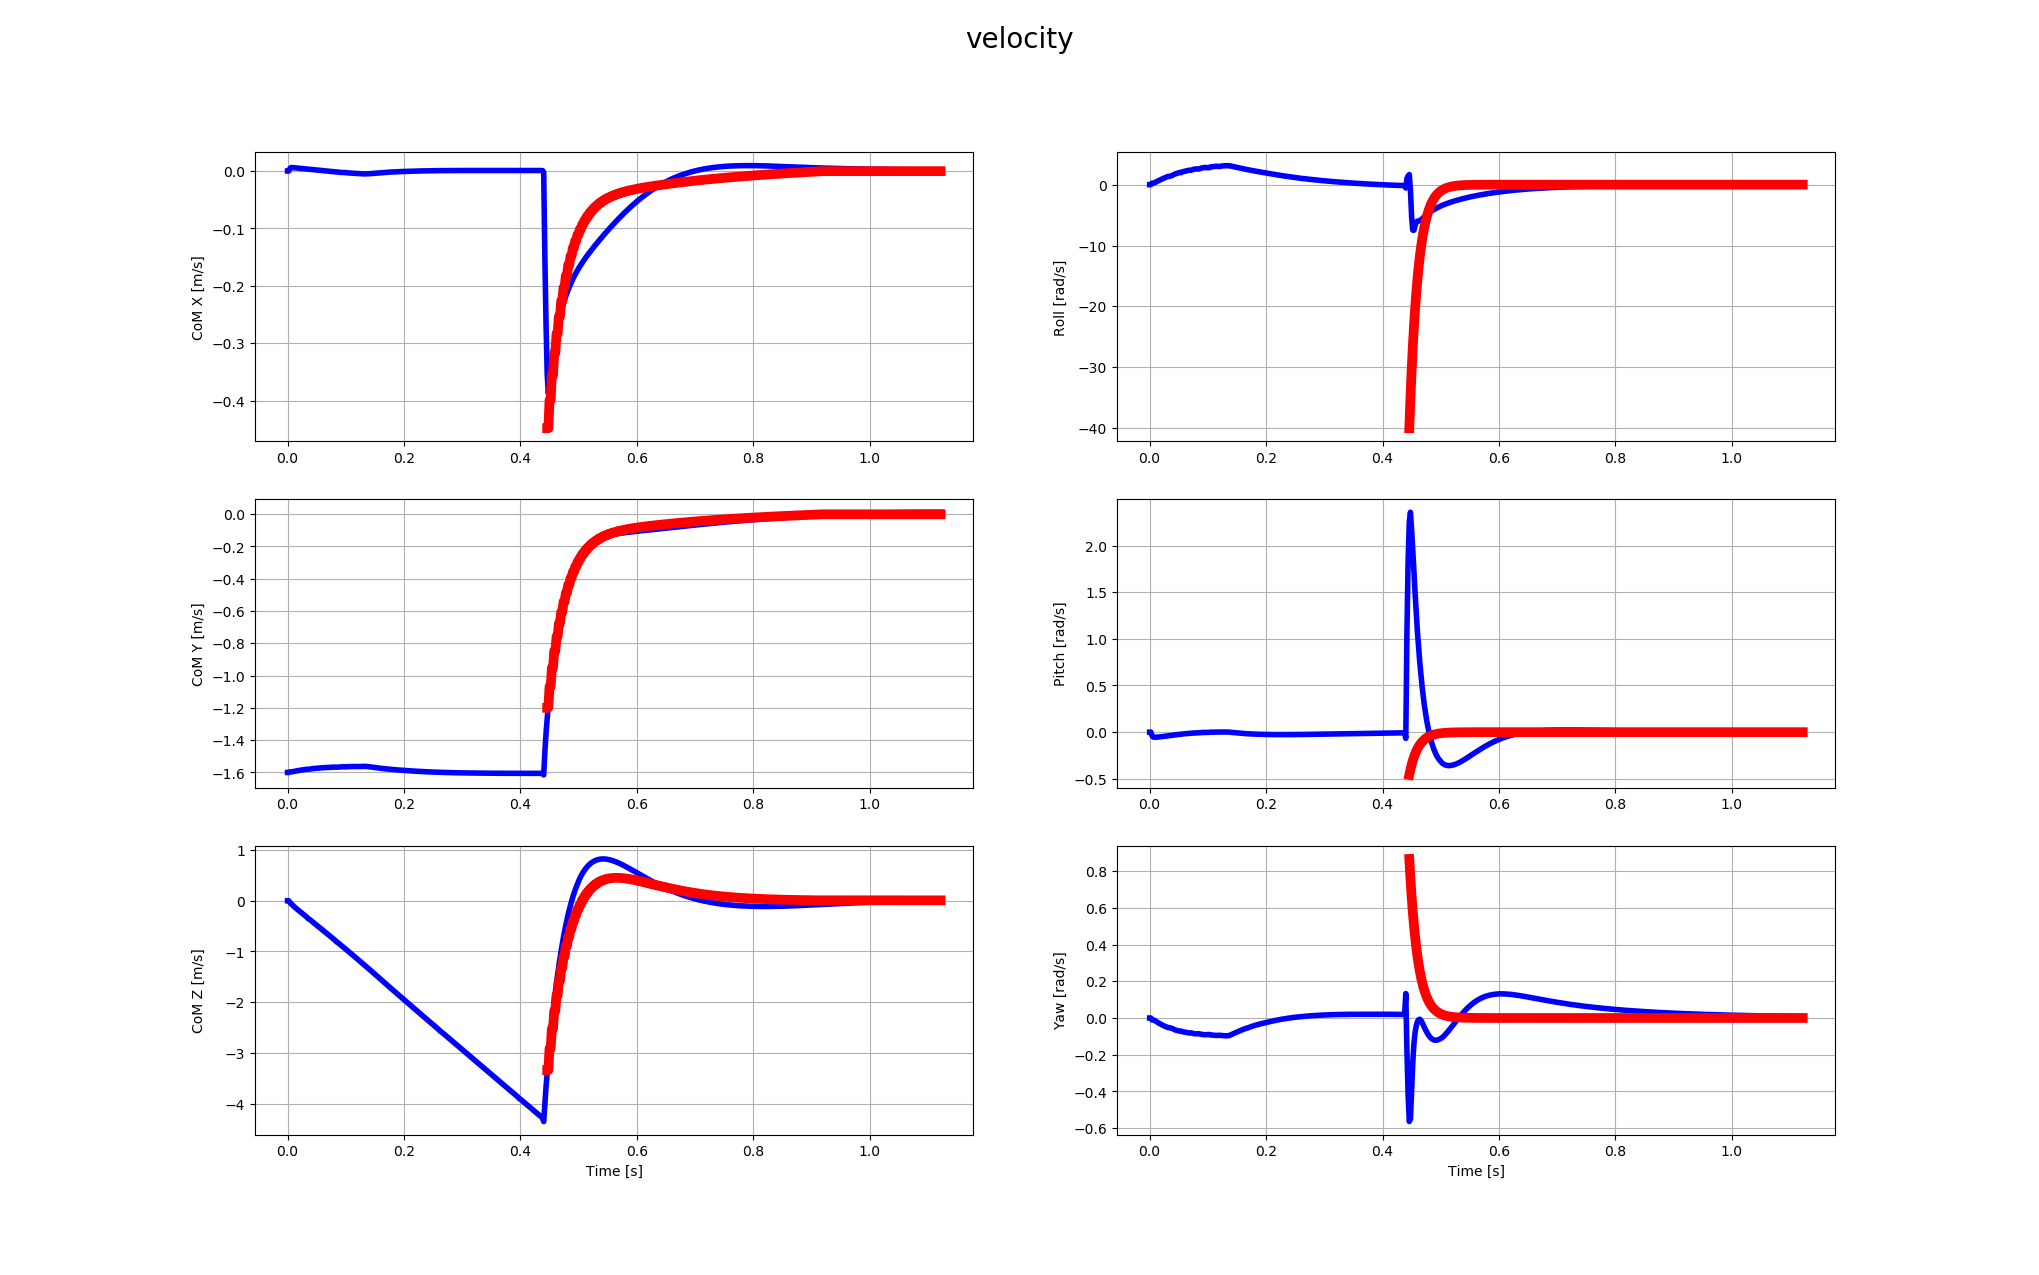 velocity
CoM X [m/s]
0.0
−0.1
−0.2
−0.3
−0.4
0.0 0.2 0.4 0.6 0.8 1.0
Roll [rad/s]
0
−10
−20
−30
−40
0.0 0.2 0.4 0.6 0.8 1.0
CoM Y [m/s]
0.0
−0.2
−0.4
−0.6
−0.8
−1.0
−1.2
−1.4
−1.6
0.0 0.2 0.4 0.6 0.8 1.0
Pitch [rad/s]
2.0
1.5
1.0
0.5
0.0
−0.5
0.0 0.2 0.4 0.6 0.8 1.0
CoM Z [m/s]
1
0
−1
−2
−3
−4
0.0 0.2 0.4 0.6 0.8 1.0
Time [s]
Yaw [rad/s]
0.8
0.6
0.4
0.2
0.0
−0.2
−0.4
−0.6
0.0 0.2 0.4 0.6 0.8 1.0
Time [s]